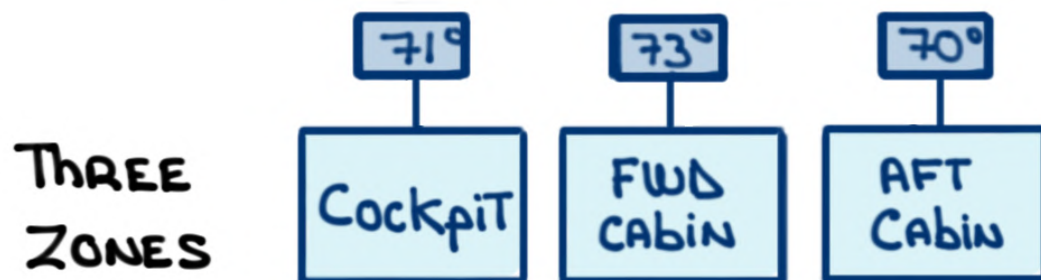 71° 73° 70°
THREE
ZONES
Cockpit
FWD
CABIN
AFT
CABIN